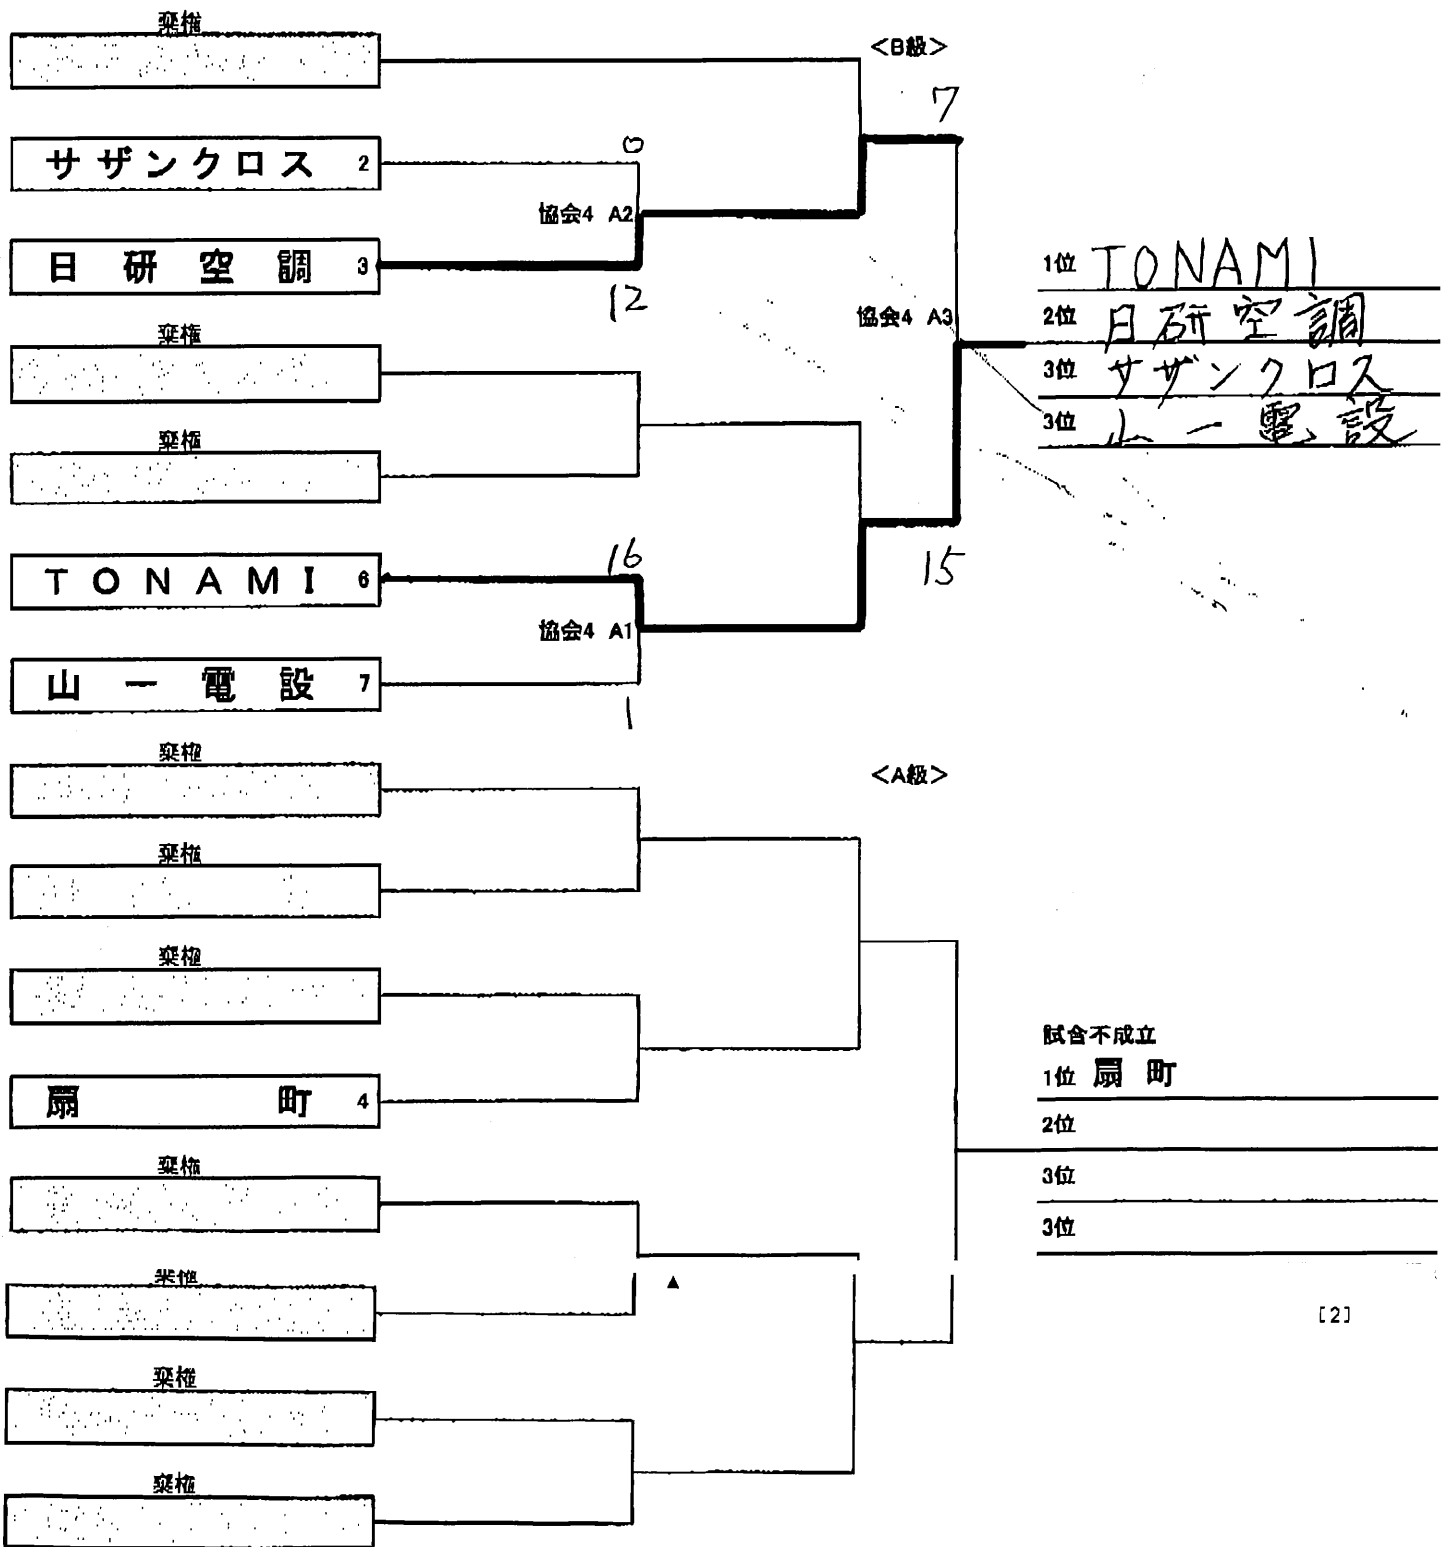 棄権
<B級>
7
サザンクロス 2
0
協会4 A2
日研空調 3
12
1位 TONAMI
2位 日研空調
3位 サザンクロス
3位 山一電設
協会4 A3
棄権
棄権
TONAMI 6
16
15
協会4 A1
山一電設 7
1
棄権
<A級>
棄権
棄権
試合不成立
1位 扇町
2位
3位
3位
扇町 4
棄権
棄権
▲
[2]
棄権
棄権